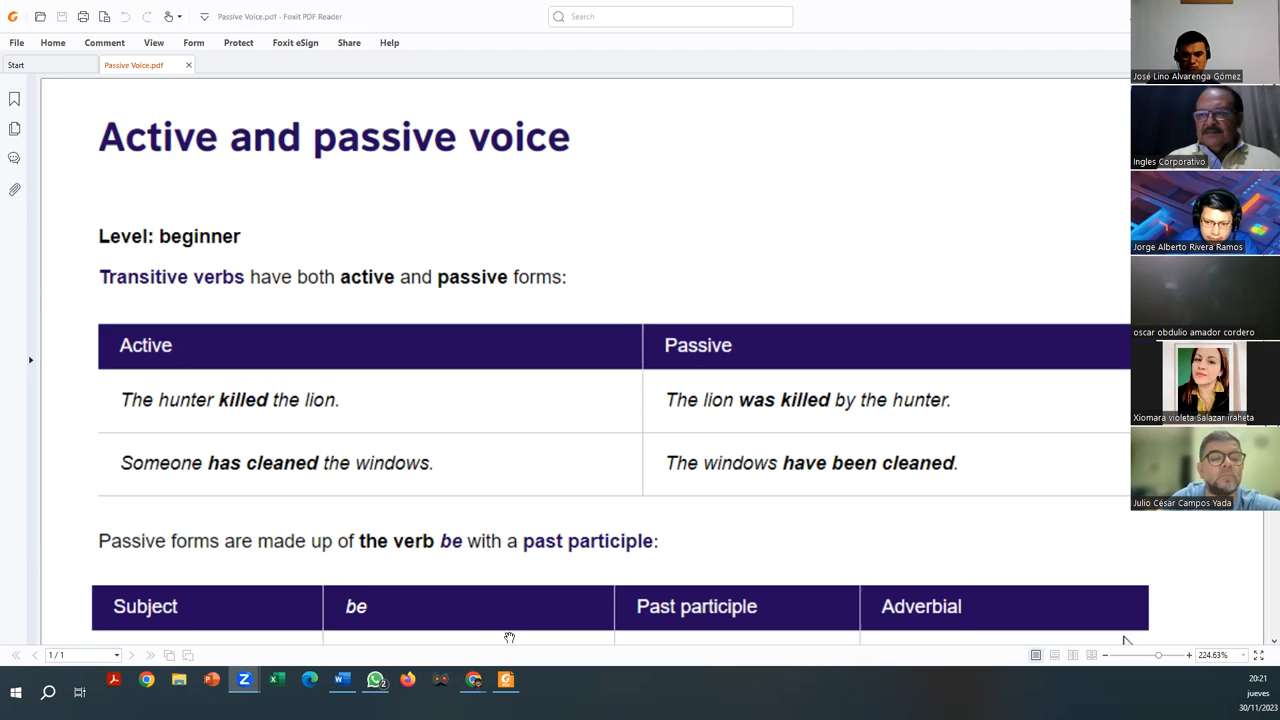 Passive Voice.pdf - Foxit PDF Reader
Search
File Home Comment View Form Protect Foxit eSign Share Help
Start
Passive Voice.pdf
Active and passive voice
Level: beginner
Transitive verbs have both active and passive forms:
Active Passive
The hunter killed the lion. The lion was killed by the hunter.
Someone has cleaned the windows. The windows have been cleaned.
Passive forms are made up of the verb be with a past participle:
Subject be Past participle Adverbial
José Lino Alvarenga Gómez
Ingles Corporativo
Jorge Alberto Rivera Ramos
oscar obdulio amador cordero
Xiomara violeta Salazar iraheta
Julio César Campos Yada
1 / 1
224.63%
2
20:21
jueves
30/11/2023